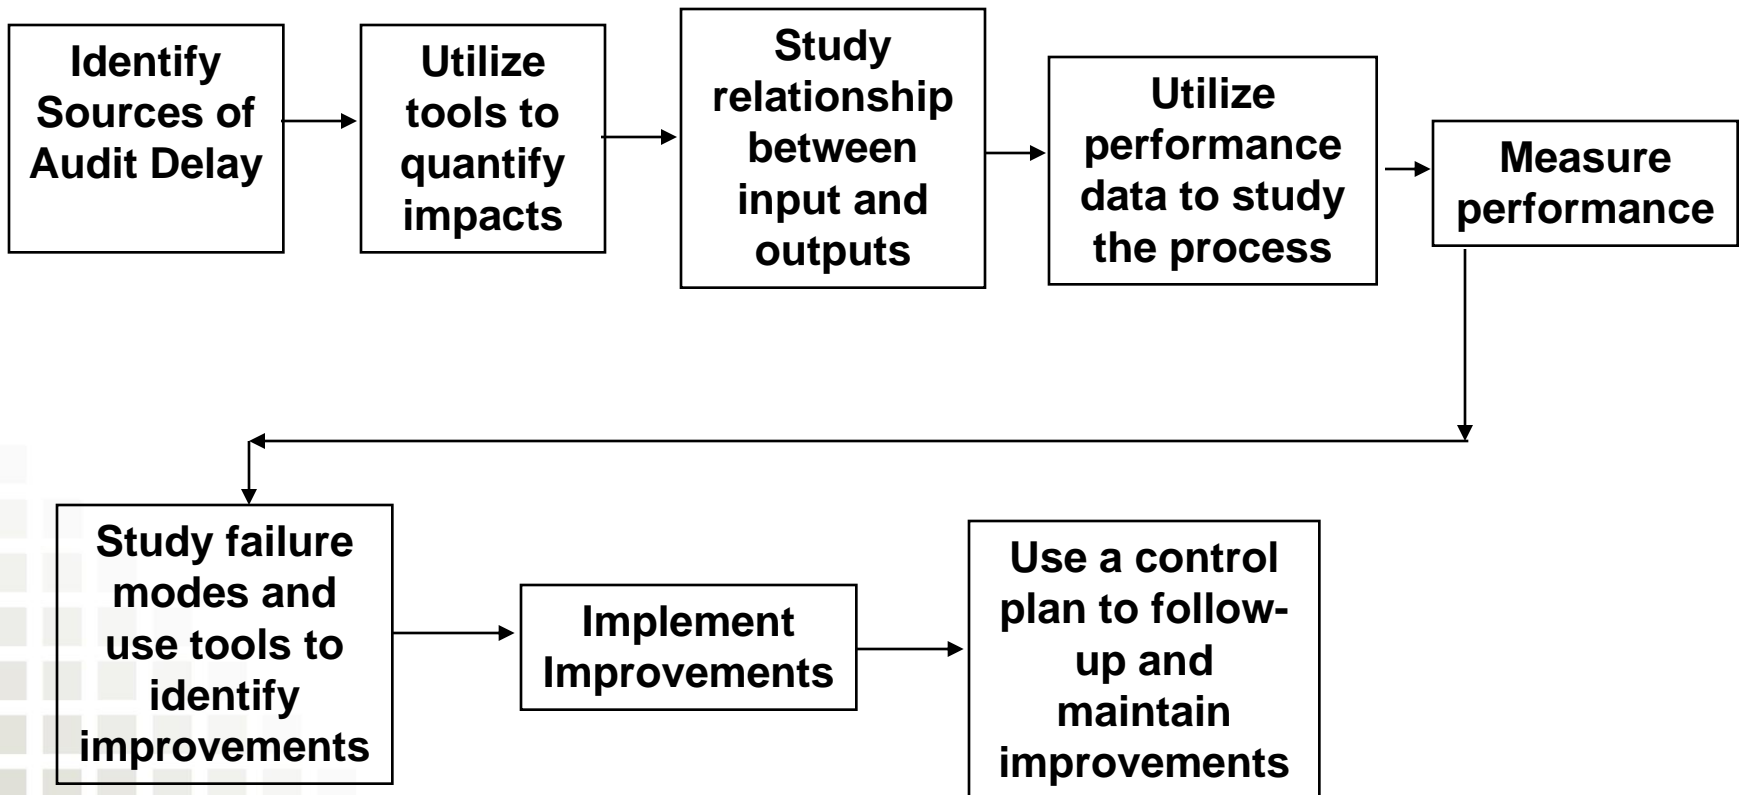 Identify
Sources of
Audit Delay
Utilize
tools to
quantify
impacts
Study
relationship
between
input and
outputs
Utilize
performance
data to study
the process
Measure
performance
Study failure
modes and
use tools to
identify
improvements
Implement
Improvements
Use a control
plan to follow-
up and
maintain
improvements